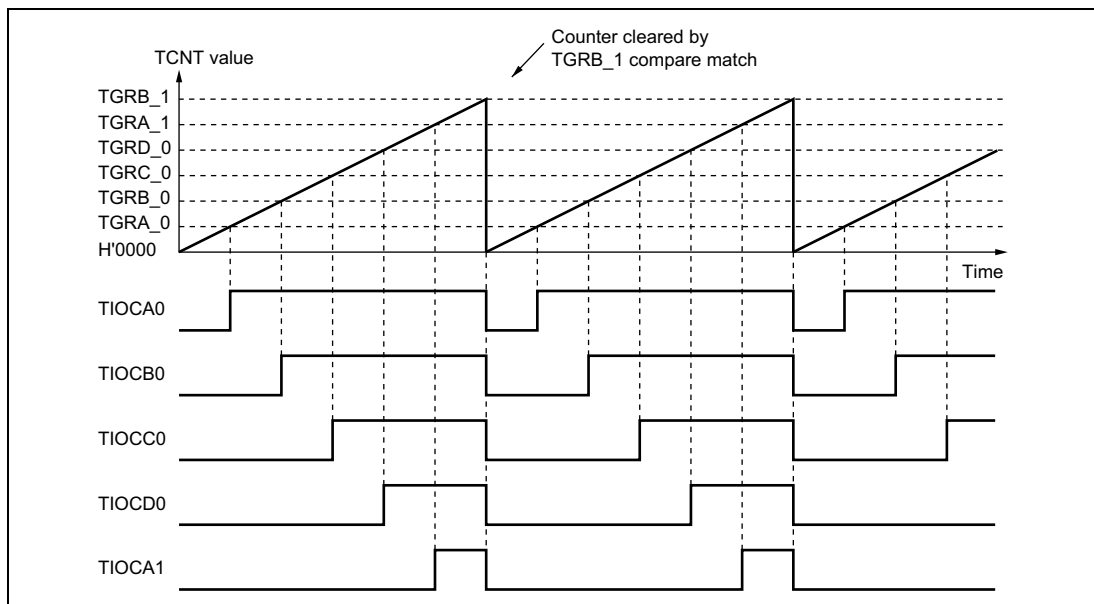 Counter cleared by
TGRB_1 compare match
TCNT value
TGRB_1
TGRA_1
TGRD_0
TGRC_0
TGRB_0
TGRA_0
H'0000
Time
TIOCA0
TIOCB0
TIOCC0
TIOCD0
TIOCA1